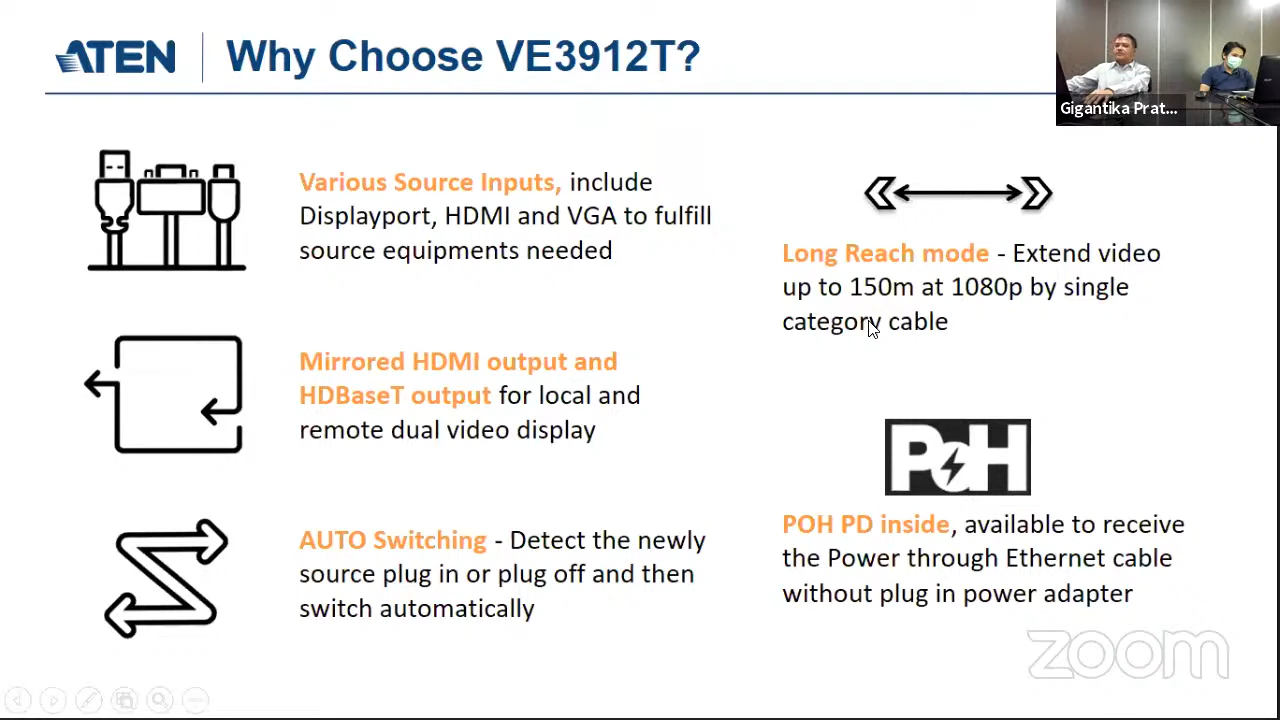 ATEN
Why Choose VE3912T?
Gigantika Prat...
Various Source Inputs, include
Displayport, HDMI and VGA to fulfill
source equipments needed
Mirrored HDMI output and
HDBaseT output for local and
remote dual video display
AUTO Switching - Detect the newly
source plug in or plug off and then
switch automatically
Long Reach mode - Extend video
up to 150m at 1080p by single
category cable
PoH
POH PD inside, available to receive
the Power through Ethernet cable
without plug in power adapter
zoom